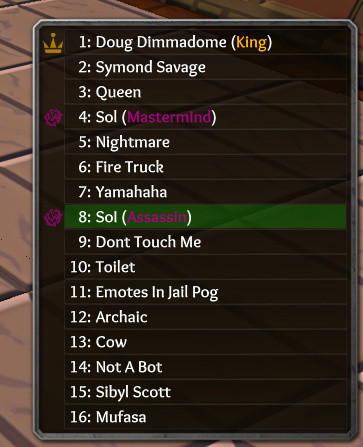 1: Doug Dimmadome (King)
2: Symond Savage
3: Queen
4: Sol (Mastermind)
5: Nightmare
6: Fire Truck
7: Yamahaha
8: Sol (Assassin)
9: Dont Touch Me
10: Toilet
11: Emotes In Jail Pog
12: Archaic
13: Cow
14: Not A Bot
15: Sibyl Scott
16: Mufasa